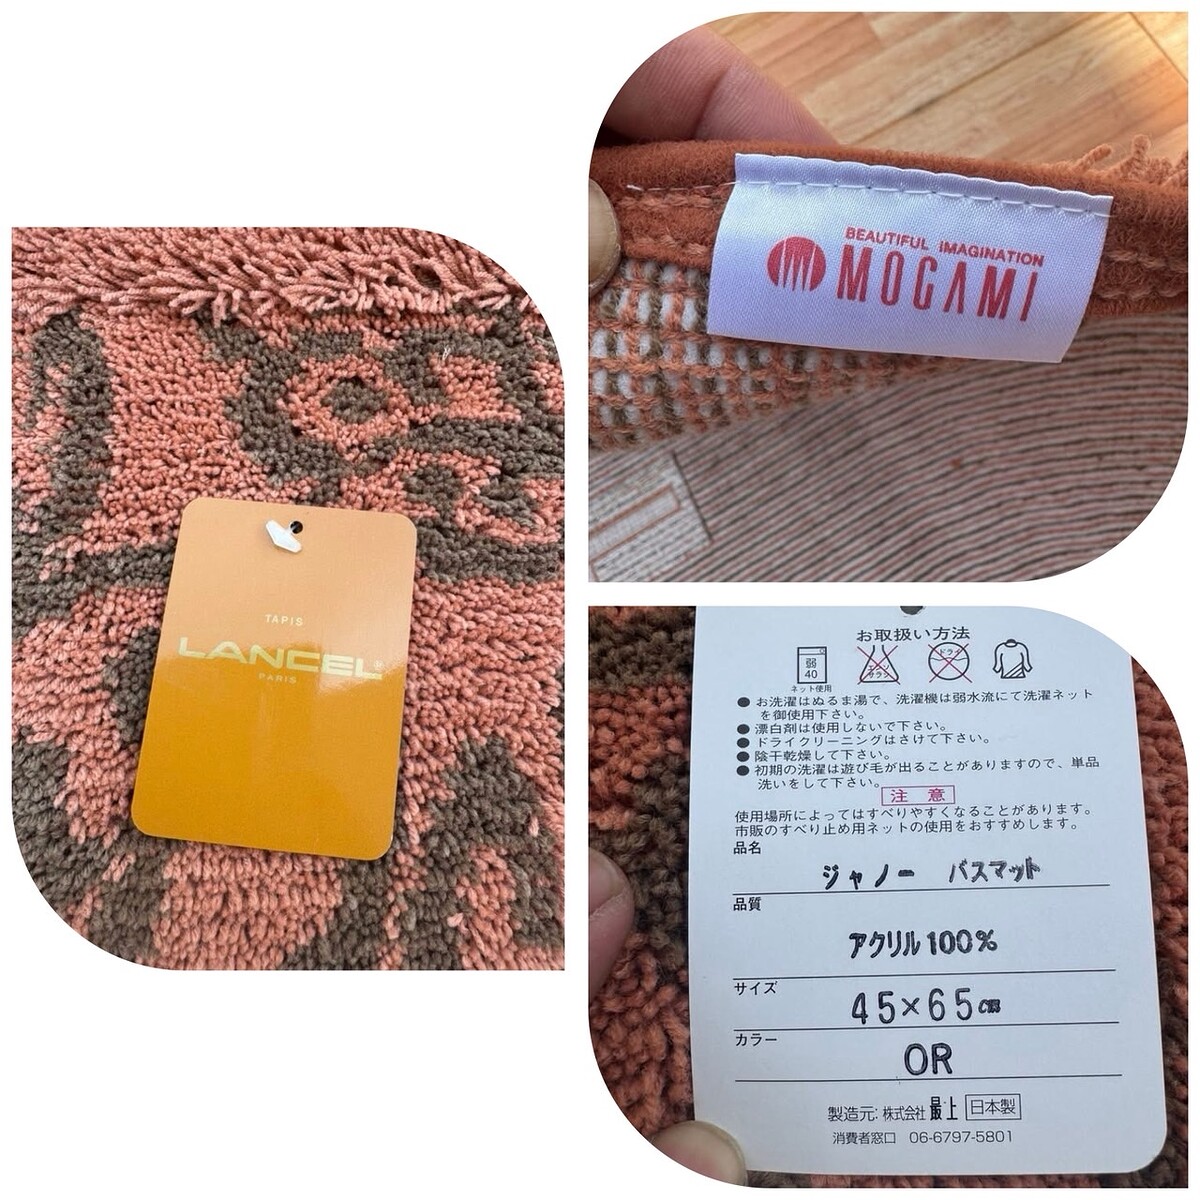 TAPIS
LANCEL®
PARIS
BEAUTIFUL IMAGINATION
MOGAMI
お取扱い方法
弱
40
ネット使用
エンソ
サラシ
ドライ
● お洗濯はぬるま湯で、洗濯機は弱水流にて洗濯ネット
を御使用下さい。
● 漂白剤は使用しないで下さい。
● ドライクリーニングはさけて下さい。
● 陰干乾燥して下さい。
● 初期の洗濯は遊び毛が出ることがありますので、単品
洗いをして下さい。
注 意
使用場所によってはすべりやすくなることがあります。
市販のすべり止め用ネットの使用をおすすめします。
品名
ジャノー バスマット
品質
アクリル100%
サイズ
45×65cm
カラー
OR
製造元: 株式会社 最上 日本製
消費者窓口 06-6797-5801